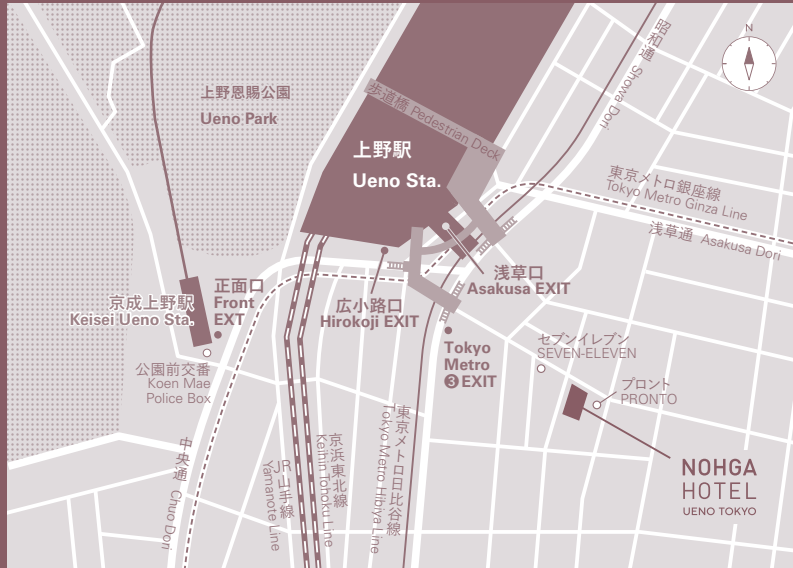 N
昭和通 Showa Dori
上野恩賜公園
Ueno Park
歩道橋 Pedestrian Deck
上野駅
Ueno Sta.
東京メトロ銀座線
Tokyo Metro Ginza Line
浅草通 Asakusa Dori
浅草口
Asakusa EXIT
正面口
Front
EXT
京成上野駅
Keisei Ueno Sta.
広小路口
Hirokoji EXIT
セブンイレブン
SEVEN-ELEVEN
Tokyo
Metro
❸ EXIT
公園前交番
Koen Mae
Police Box
プロント
PRONTO
中央通 Chuo Dori
JR山手線
Yamanote Line
京浜東北線
Keihin Tohoku Line
東京メトロ日比谷線
Tokyo Metro Hibiya Line
NOHGA
HOTEL
UENO TOKYO